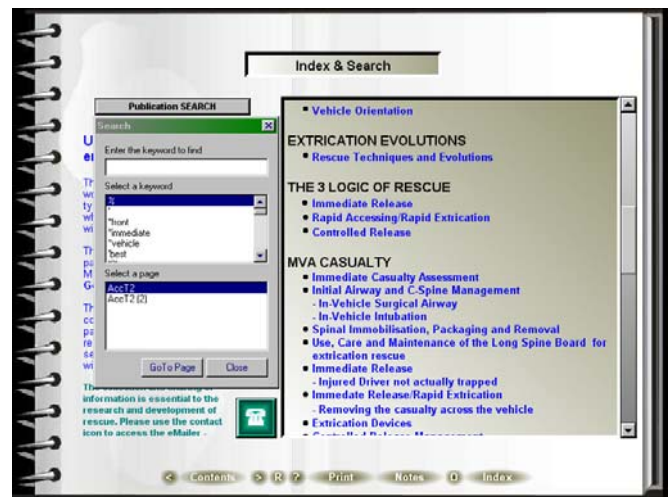 Index & Search
Publication SEARCH
Search
Enter the keyword to find
Select a keyword
?(
"
"front
"immediate
"vehicle
"best
Select a page
AccT2
AccT2 (2)
GoTo Page
Close
information is essential to the
research and development of
rescue. Please use the contact
icon to access the eMailer -
Vehicle Orientation
EXTRICATION EVOLUTIONS
Rescue Techniques and Evolutions
THE 3 LOGIC OF RESCUE
Immediate Release
Rapid Accessing/Rapid Extrication
Controlled Release
MVA CASUALTY
Immediate Casualty Assessment
Initial Airway and C-Spine Management
- In-Vehicle Surgical Airway
- In-Vehicle Intubation
Spinal Immobilisation, Packaging and Removal
Use, Care and Maintenance of the Long Spine Board for
extrication rescue
Immediate Release
- Injured Driver not actually trapped
Immedate Release/Rapid Extrication
- Removing the casualty across the vehicle
Extrication Devices
Controlled Release Management
< Contents > R ? Print Notes O Index